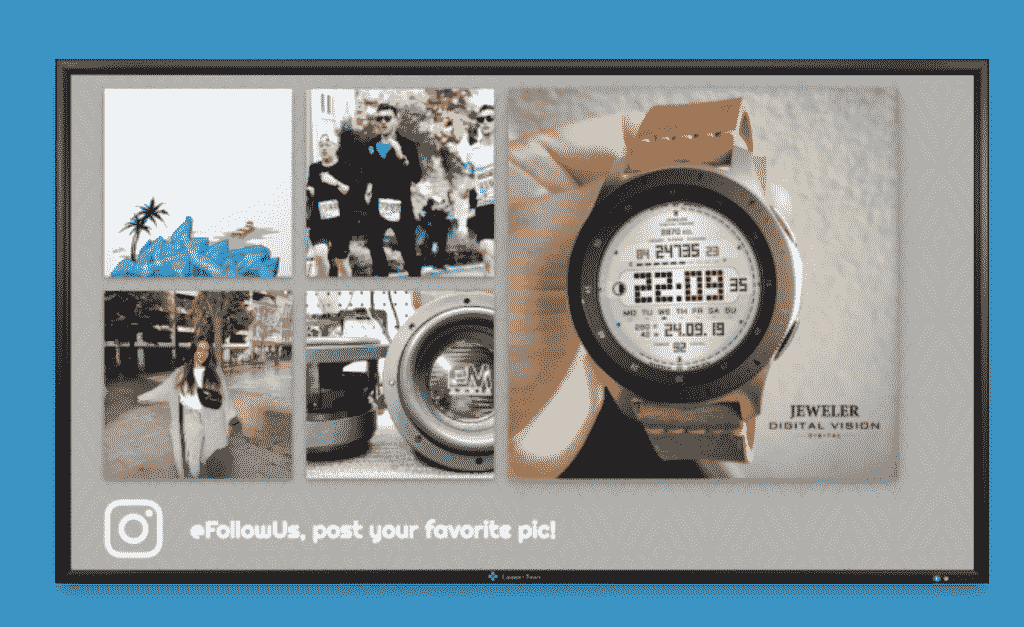 24735
04
23
22:09
35
MO TU WE TH FR SA SU
24.09. 19
92
JEWELER
DIGITAL VISION
DIGITAL
eFollowUs, post your favorite pic!